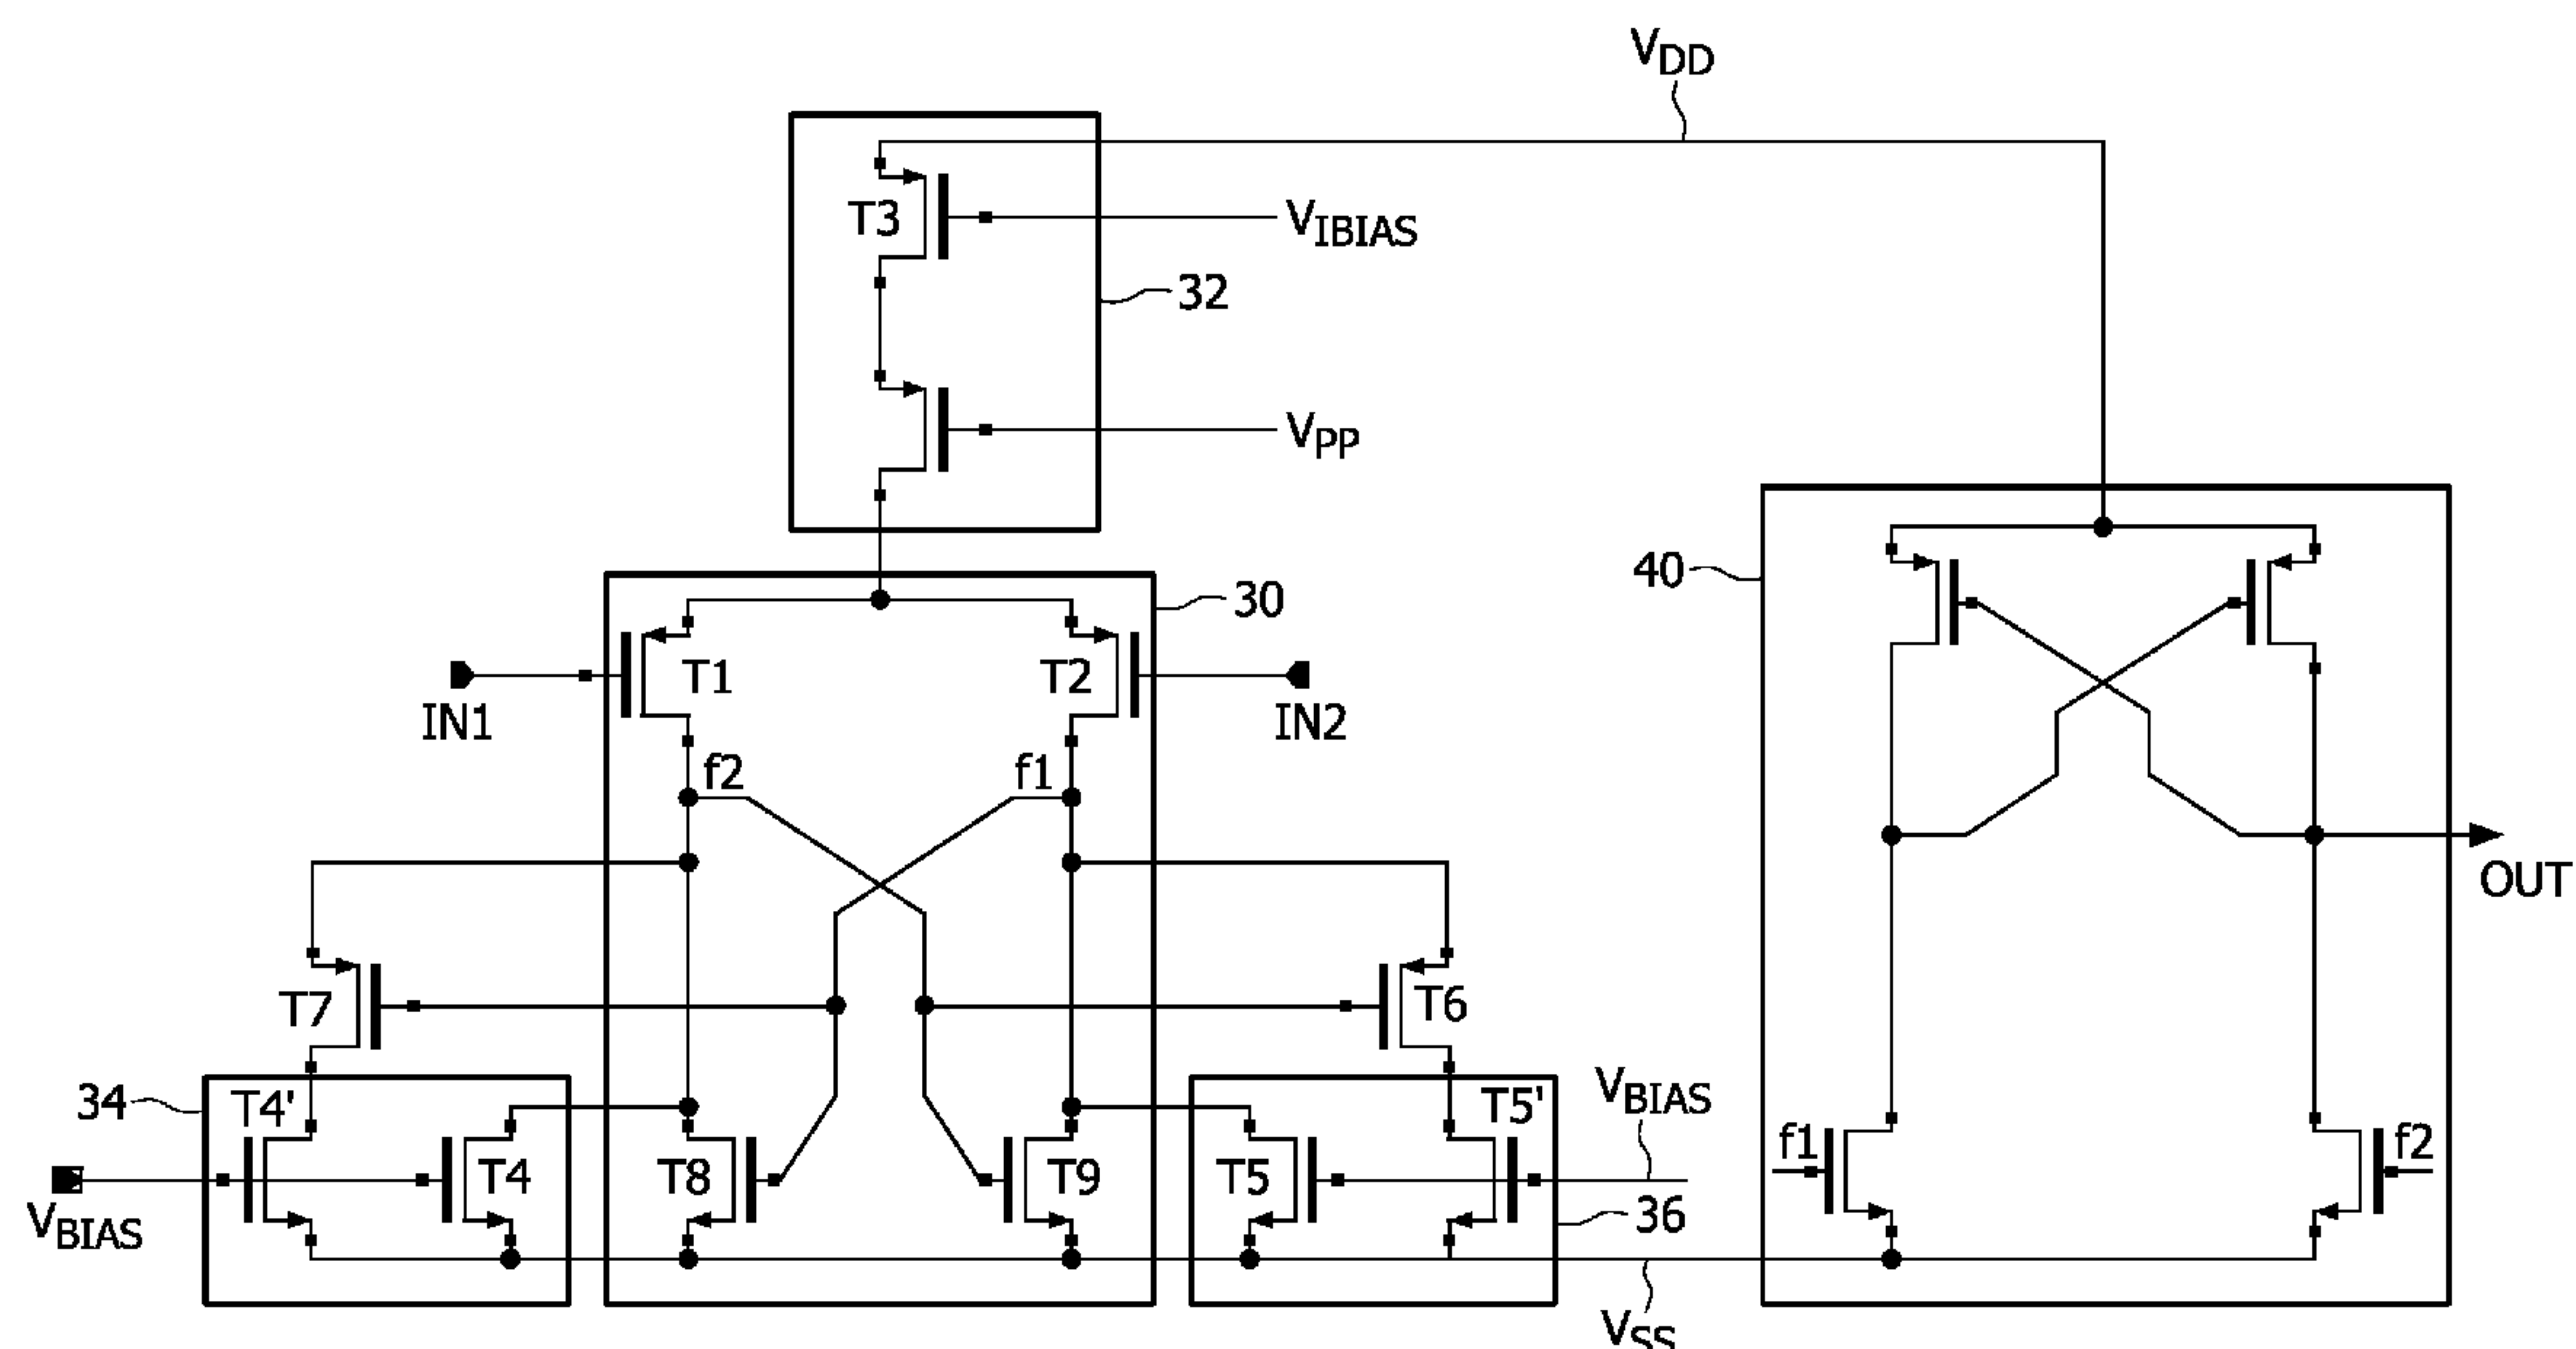 VDD
T3
VIBIAS
32
VPP
30
40
T1
T2
IN1
IN2
f2
f1
OUT
T7
T6
34
T4'
T5'
VBIAS
f1
f2
T4
T8
T9
T5
VBIAS
36
VSS